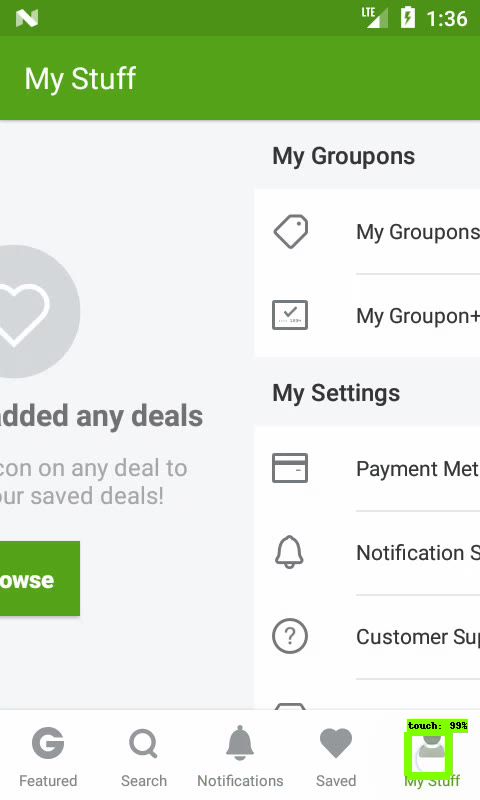 LTE 1:36
My Stuff
My Groupons
My Groupons
My Groupon+
My Settings
added any deals
Payment Met
con on any deal to
our saved deals!
Notification S
owse
Customer Sup
touch: 99%
Featured Search Notifications Saved My Stuff